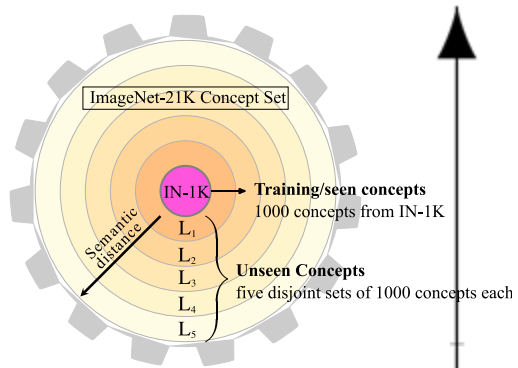 ImageNet-21K Concept Set
IN-1K
Training/seen concepts
1000 concepts from IN-1K
Semantic
distance
L1
L2
L3
L4
L5
Unseen Concepts
five disjoint sets of 1000 concepts each